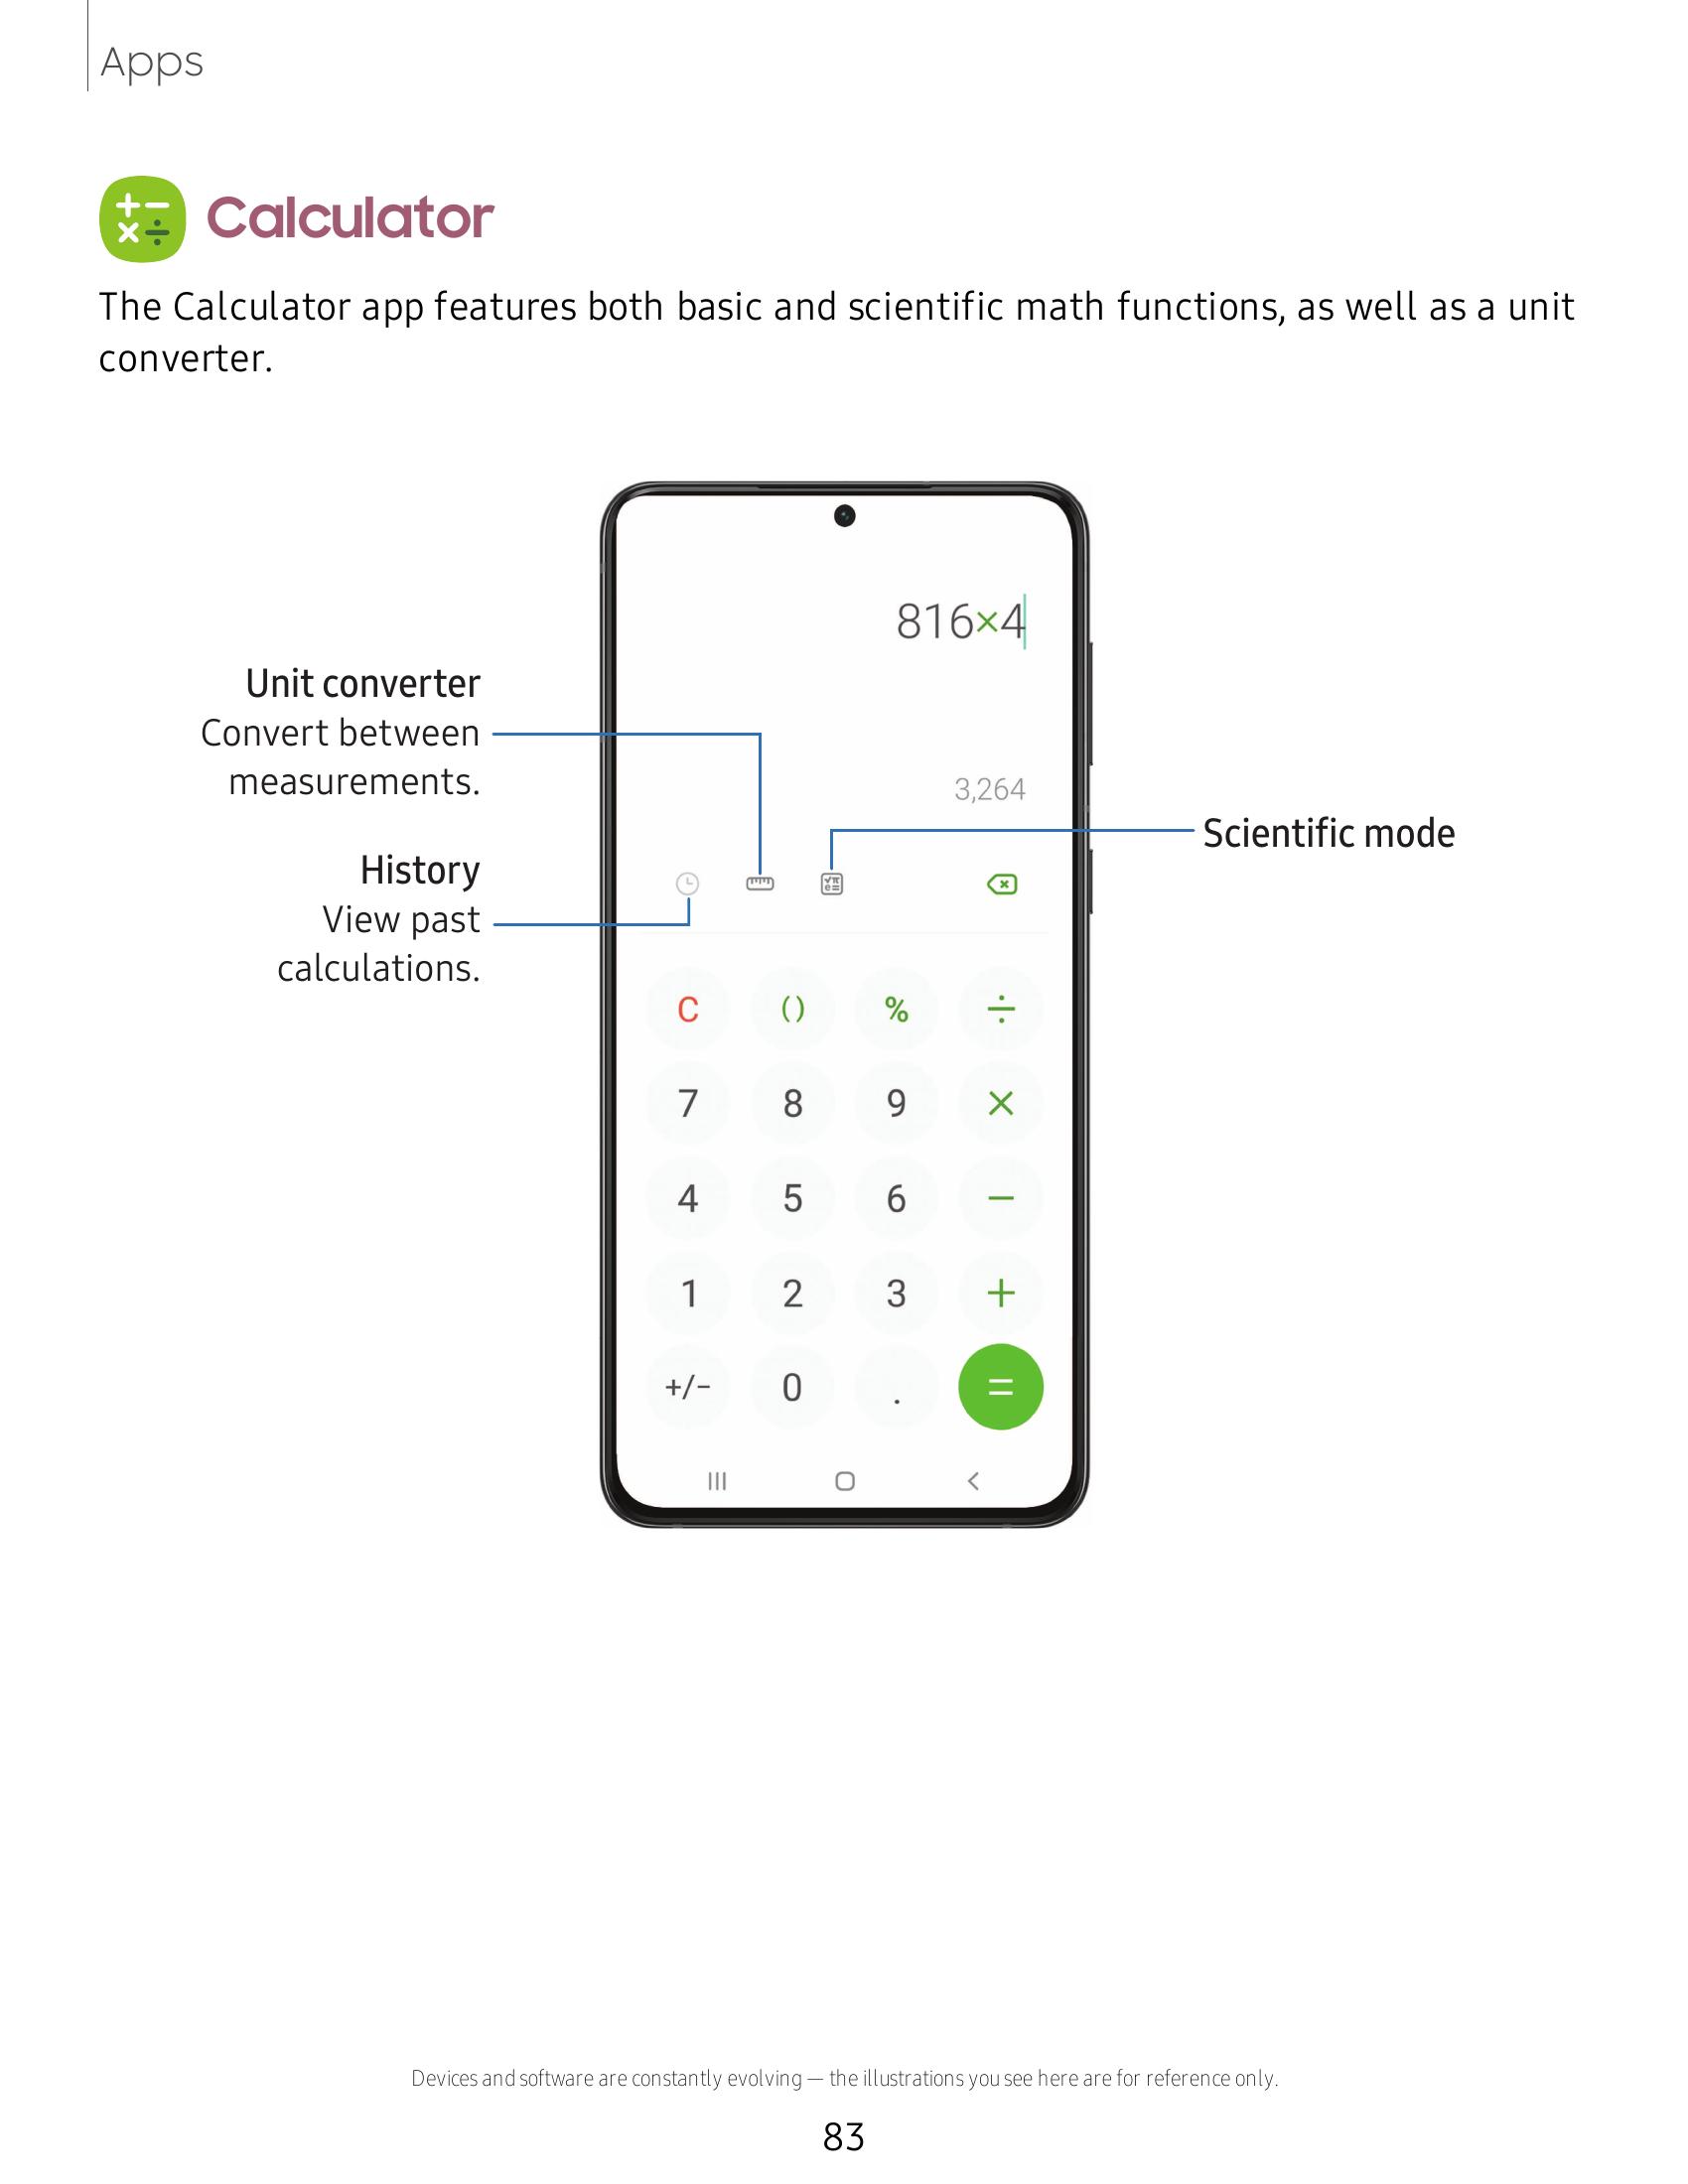 Apps
Calculator
The Calculator app features both basic and scientific math functions, as well as a unit
converter.
816×4
Unit converter
Convert between
measurements.
3,264
Scientific mode
History
View past
calculations.
C ( ) % ÷
7 8 9 ×
4 5 6 −
1 2 3 +
+/− 0 . =
Devices and software are constantly evolving — the illustrations you see here are for reference only.
83